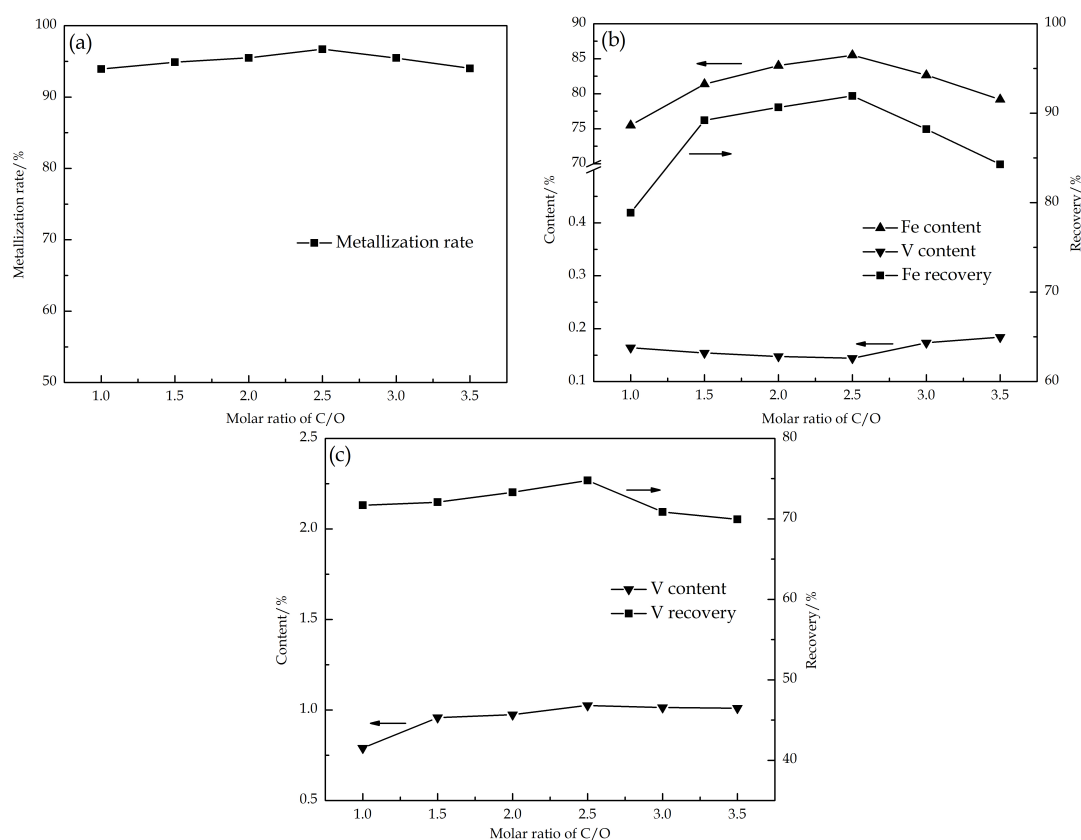 (a)
100
90
80
70
60
50
Metallization rate/%
Metallization rate
1.0 1.5 2.0 2.5 3.0 3.5
Molar ratio of C/O
(b)
90
85
80
75
70
0.4
0.3
0.2
0.1
Content/%
100
90
80
70
60
Recovery/%
Fe content
V content
Fe recovery
1.0 1.5 2.0 2.5 3.0 3.5
Molar ratio of C/O
(c)
2.5
2.0
1.5
1.0
0.5
Content/%
80
70
60
50
40
Recovery/%
V content
V recovery
1.0 1.5 2.0 2.5 3.0 3.5
Molar ratio of C/O